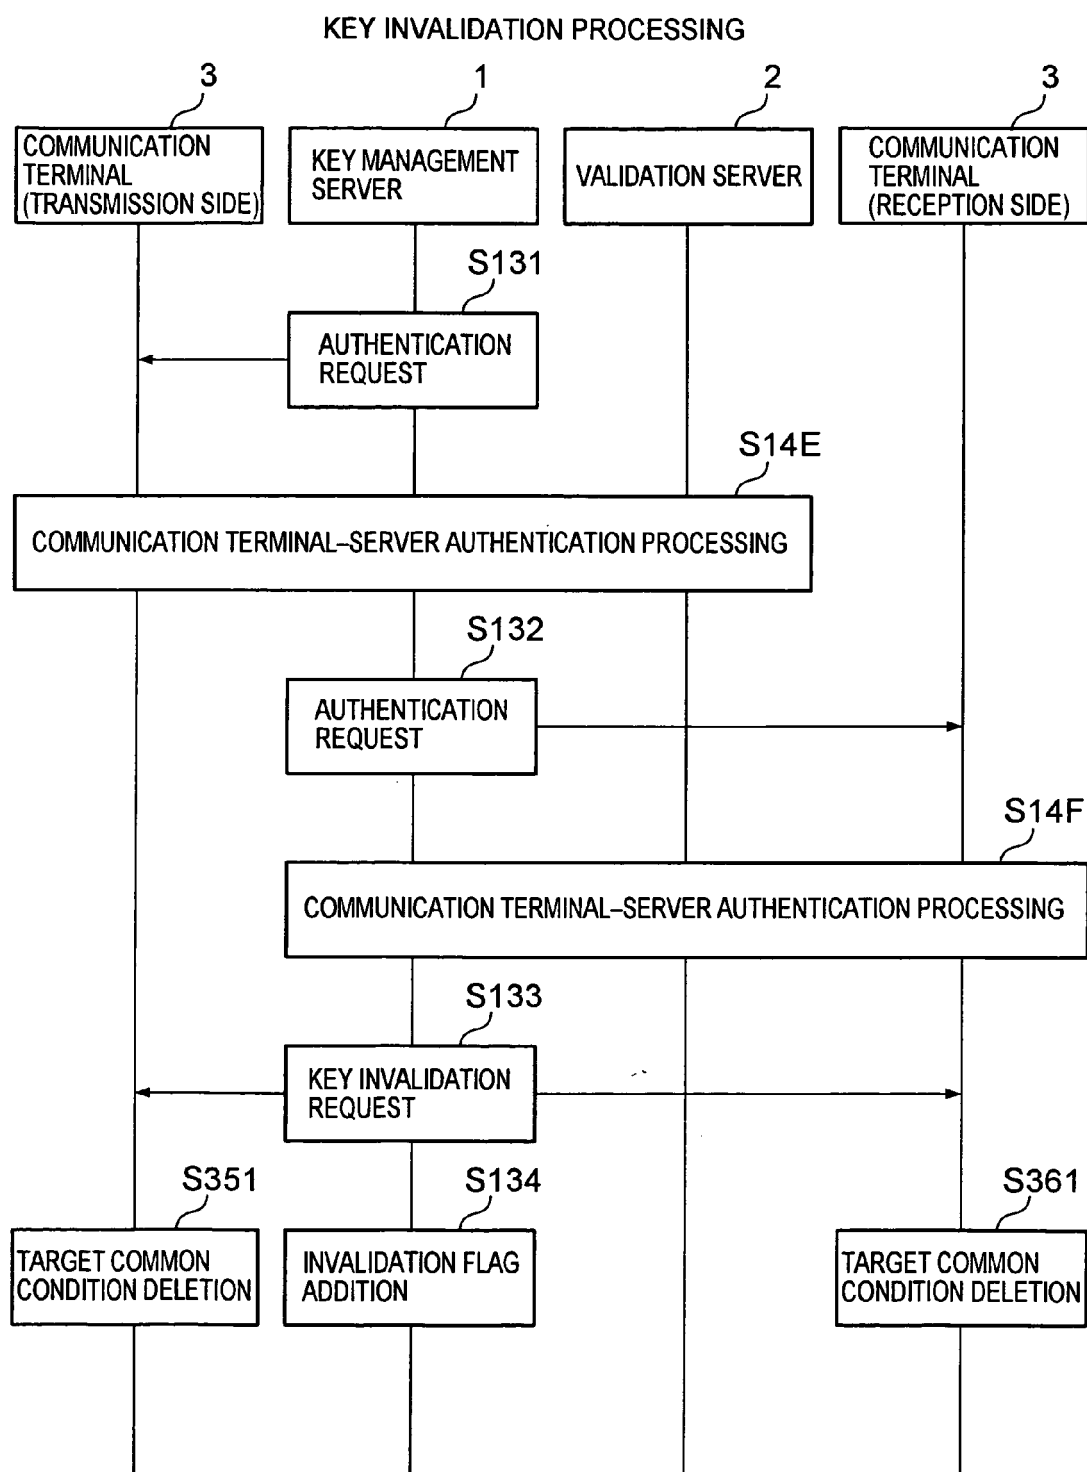 KEY INVALIDATION PROCESSING
3
1
2
3
COMMUNICATION
TERMINAL
(TRANSMISSION SIDE)
KEY MANAGEMENT
SERVER
VALIDATION SERVER
COMMUNICATION
TERMINAL
(RECEPTION SIDE)
S131
AUTHENTICATION
REQUEST
S14E
COMMUNICATION TERMINAL–SERVER AUTHENTICATION PROCESSING
S132
AUTHENTICATION
REQUEST
S14F
COMMUNICATION TERMINAL–SERVER AUTHENTICATION PROCESSING
S133
KEY INVALIDATION
REQUEST
S351
S134
S361
TARGET COMMON
CONDITION DELETION
INVALIDATION FLAG
ADDITION
TARGET COMMON
CONDITION DELETION